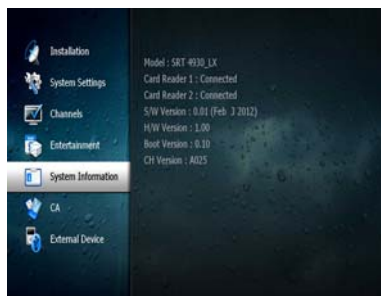 Installation
System Settings
Channels
Entertainment
System Information
CA
External Device
Model : SRT 4930_LX
Card Reader 1 : Connected
Card Reader 2 : Connected
S/W Version : 0.01 (Feb 3 2012)
H/W Version : 1.00
Boot Version : 0.10
CH Version : A025